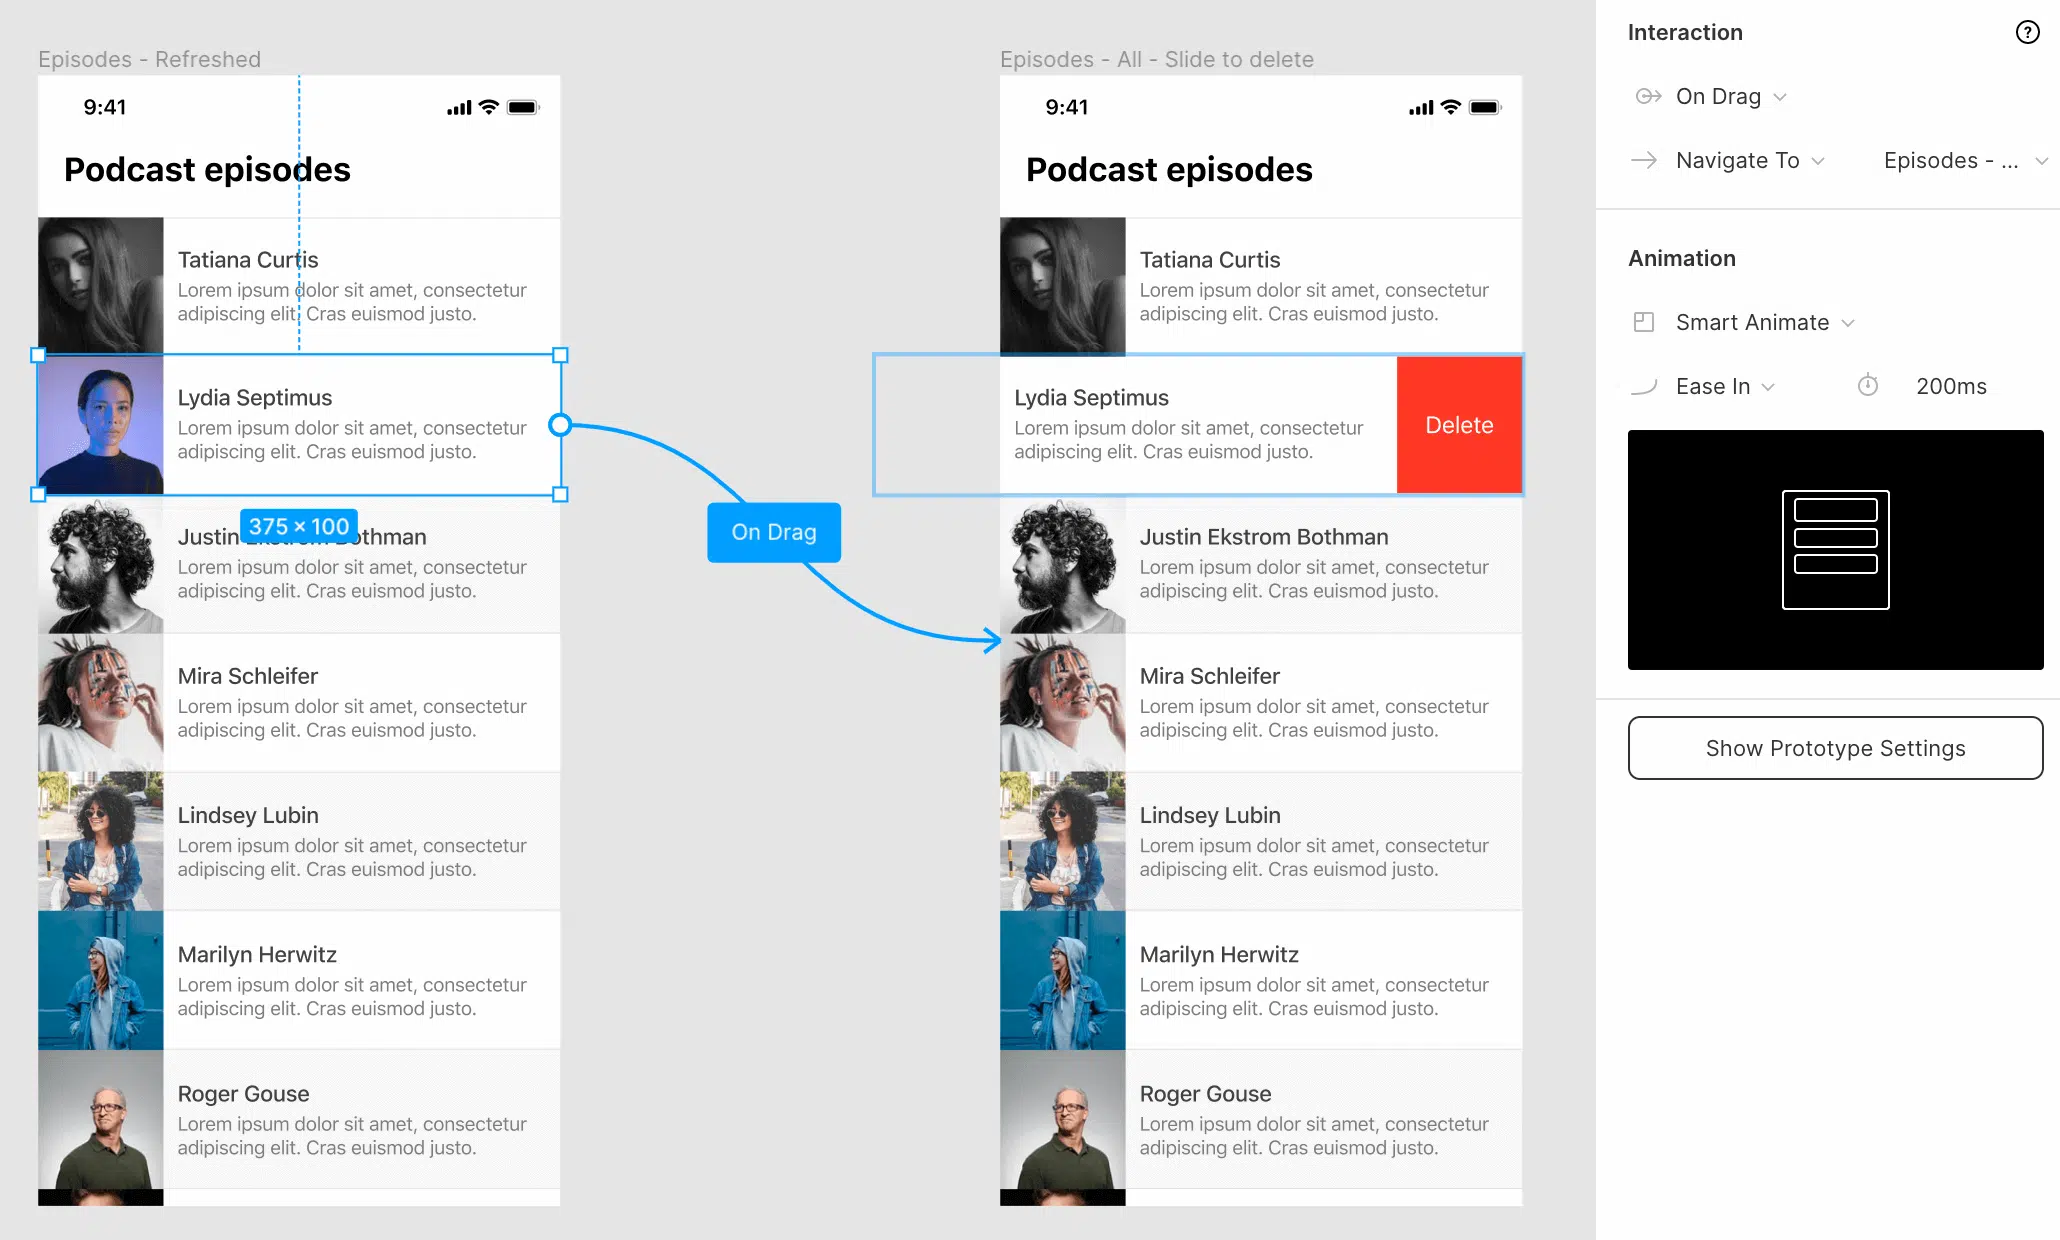 Episodes - Refreshed
9:41
Podcast episodes
Tatiana Curtis
Lorem ipsum dolor sit amet, consectetur
adipiscing elit. Cras euismod justo.
Lydia Septimus
Lorem ipsum dolor sit amet, consectetur
adipiscing elit. Cras euismod justo.
375 × 100
Justin Ekstrom Bothman
Lorem ipsum dolor sit amet, consectetur
adipiscing elit. Cras euismod justo.
Mira Schleifer
Lorem ipsum dolor sit amet, consectetur
adipiscing elit. Cras euismod justo.
Lindsey Lubin
Lorem ipsum dolor sit amet, consectetur
adipiscing elit. Cras euismod justo.
Marilyn Herwitz
Lorem ipsum dolor sit amet, consectetur
adipiscing elit. Cras euismod justo.
Roger Gouse
Lorem ipsum dolor sit amet, consectetur
adipiscing elit. Cras euismod justo.
On Drag
Episodes - All - Slide to delete
9:41
Podcast episodes
Tatiana Curtis
Lorem ipsum dolor sit amet, consectetur
adipiscing elit. Cras euismod justo.
Lydia Septimus
Lorem ipsum dolor sit amet, consectetur
adipiscing elit. Cras euismod justo.
Delete
Justin Ekstrom Bothman
Lorem ipsum dolor sit amet, consectetur
adipiscing elit. Cras euismod justo.
Mira Schleifer
Lorem ipsum dolor sit amet, consectetur
adipiscing elit. Cras euismod justo.
Lindsey Lubin
Lorem ipsum dolor sit amet, consectetur
adipiscing elit. Cras euismod justo.
Marilyn Herwitz
Lorem ipsum dolor sit amet, consectetur
adipiscing elit. Cras euismod justo.
Roger Gouse
Lorem ipsum dolor sit amet, consectetur
adipiscing elit. Cras euismod justo.
Interaction
?
On Drag
Navigate To Episodes - ...
Animation
Smart Animate
Ease In 200ms
Show Prototype Settings